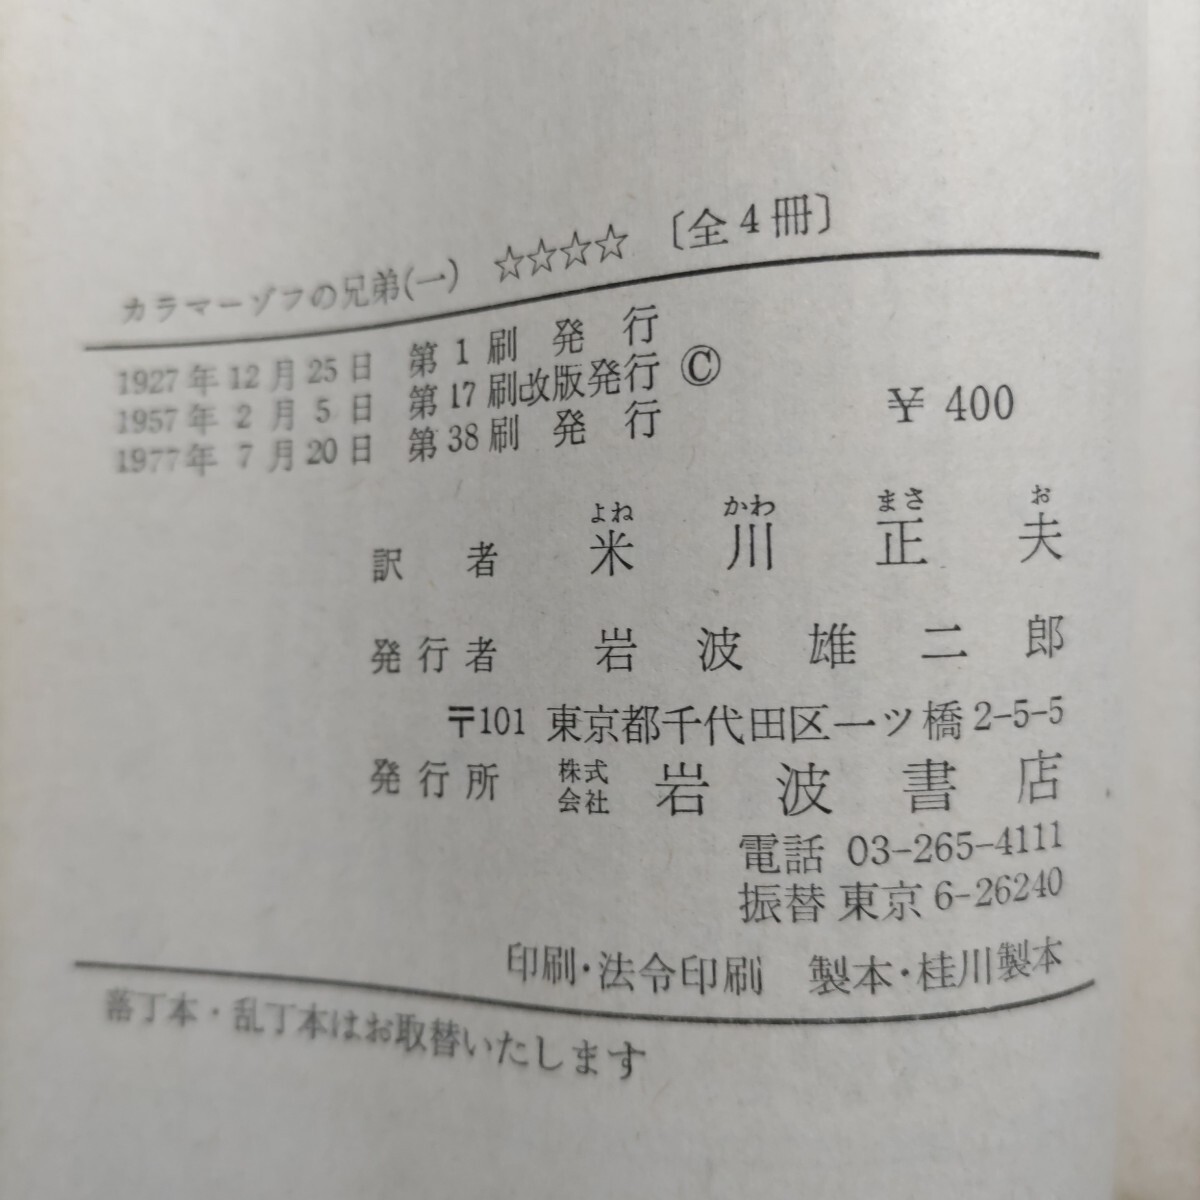 カラマーゾフの兄弟(一) ☆☆☆☆ 〔全4冊〕
1927年12月25日 第1刷発行
1957年2月5日 第17刷改版発行 ©
1977年7月20日 第38刷発行
¥400
よね かわ まさ お
訳者 米川正夫
発行者 岩波雄二郎
〒101 東京都千代田区一ツ橋2-5-5
発行所 株式会社 岩波書店
電話 03-265-4111
振替 東京6-26240
印刷・法令印刷 製本・桂川製本
落丁本・乱丁本はお取替いたします